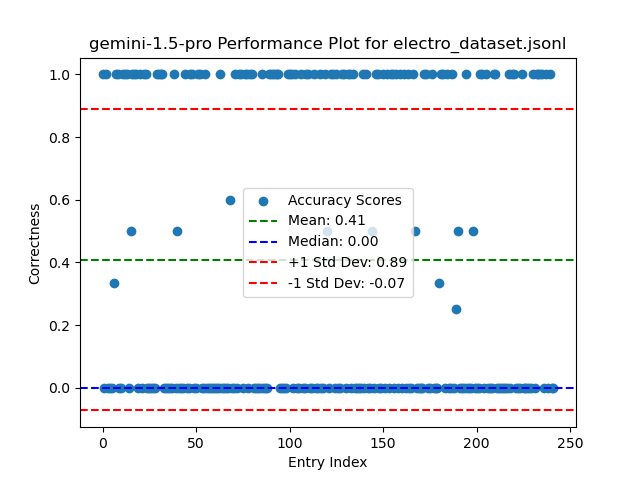 gemini-1.5-pro Performance Plot for electro_dataset.jsonl
1.0
0.8
0.6
0.4
0.2
0.0
Correctness
Accuracy Scores
Mean: 0.41
Median: 0.00
+1 Std Dev: 0.89
-1 Std Dev: -0.07
0 50 100 150 200 250
Entry Index